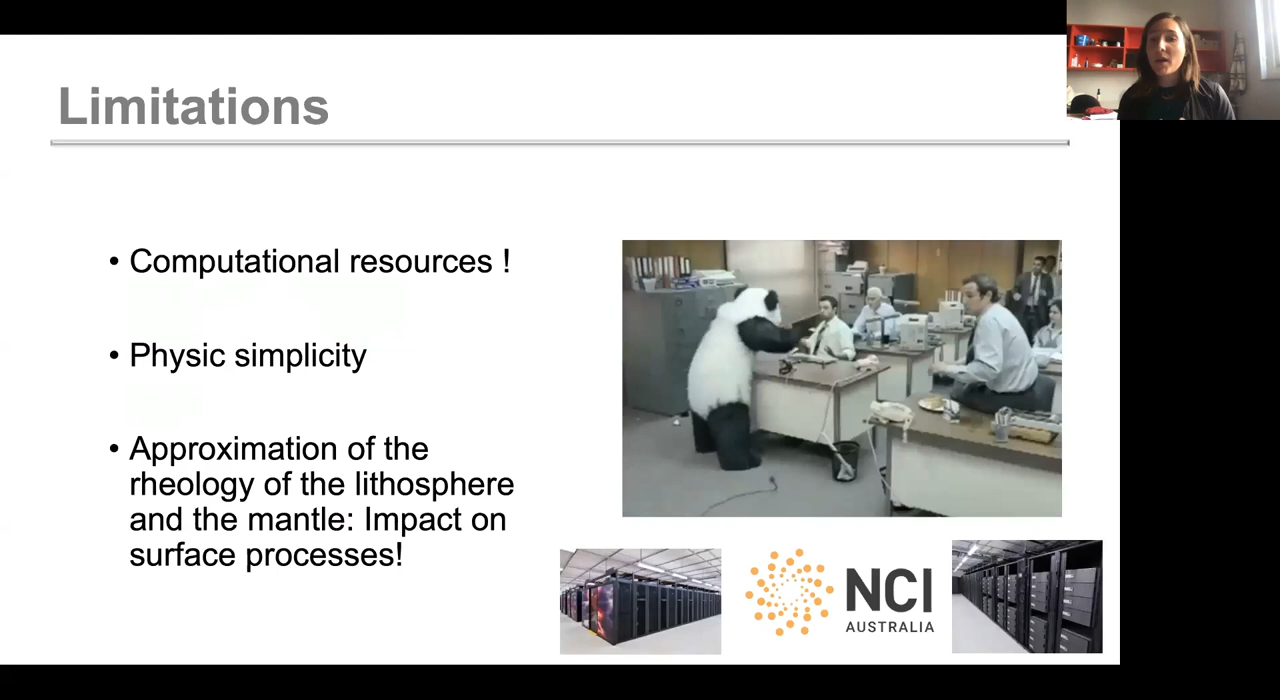 Limitations
• Computational resources !
• Physic simplicity
• Approximation of the
rheology of the lithosphere
and the mantle: Impact on
surface processes!
NCI
AUSTRALIA